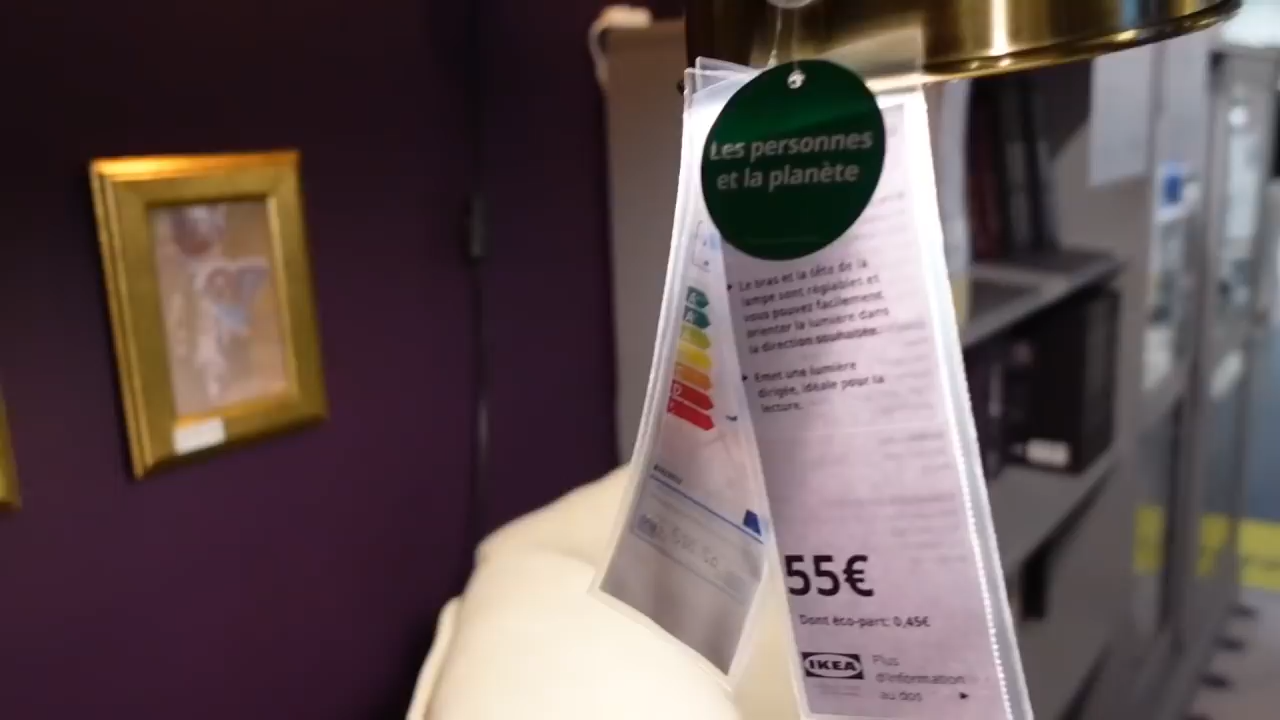 Les personnes
et la planète
Le bras et la tête de la
lampe sont réglables et
vous pouvez facilement
orienter la lumière dans
la direction souhaitée.
Émet une lumière
dirigée, idéale pour la
lecture.
55€
Dont éco-part: 0,45€
IKEA
Plus
d'information
au dos